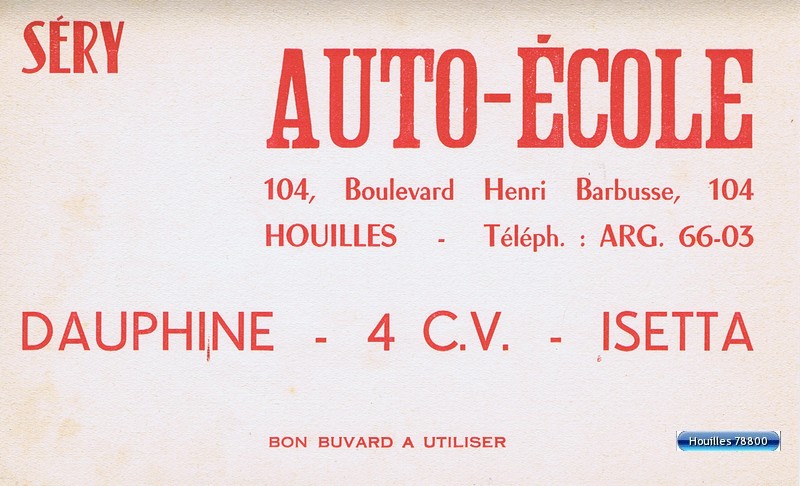 SÉRY
AUTO-ÉCOLE
104, Boulevard Henri Barbusse, 104
HOUILLES - Téléph. : ARG. 66-03
DAUPHINE - 4 C.V. - ISETTA
BON BUVARD A UTILISER
Houilles 78800